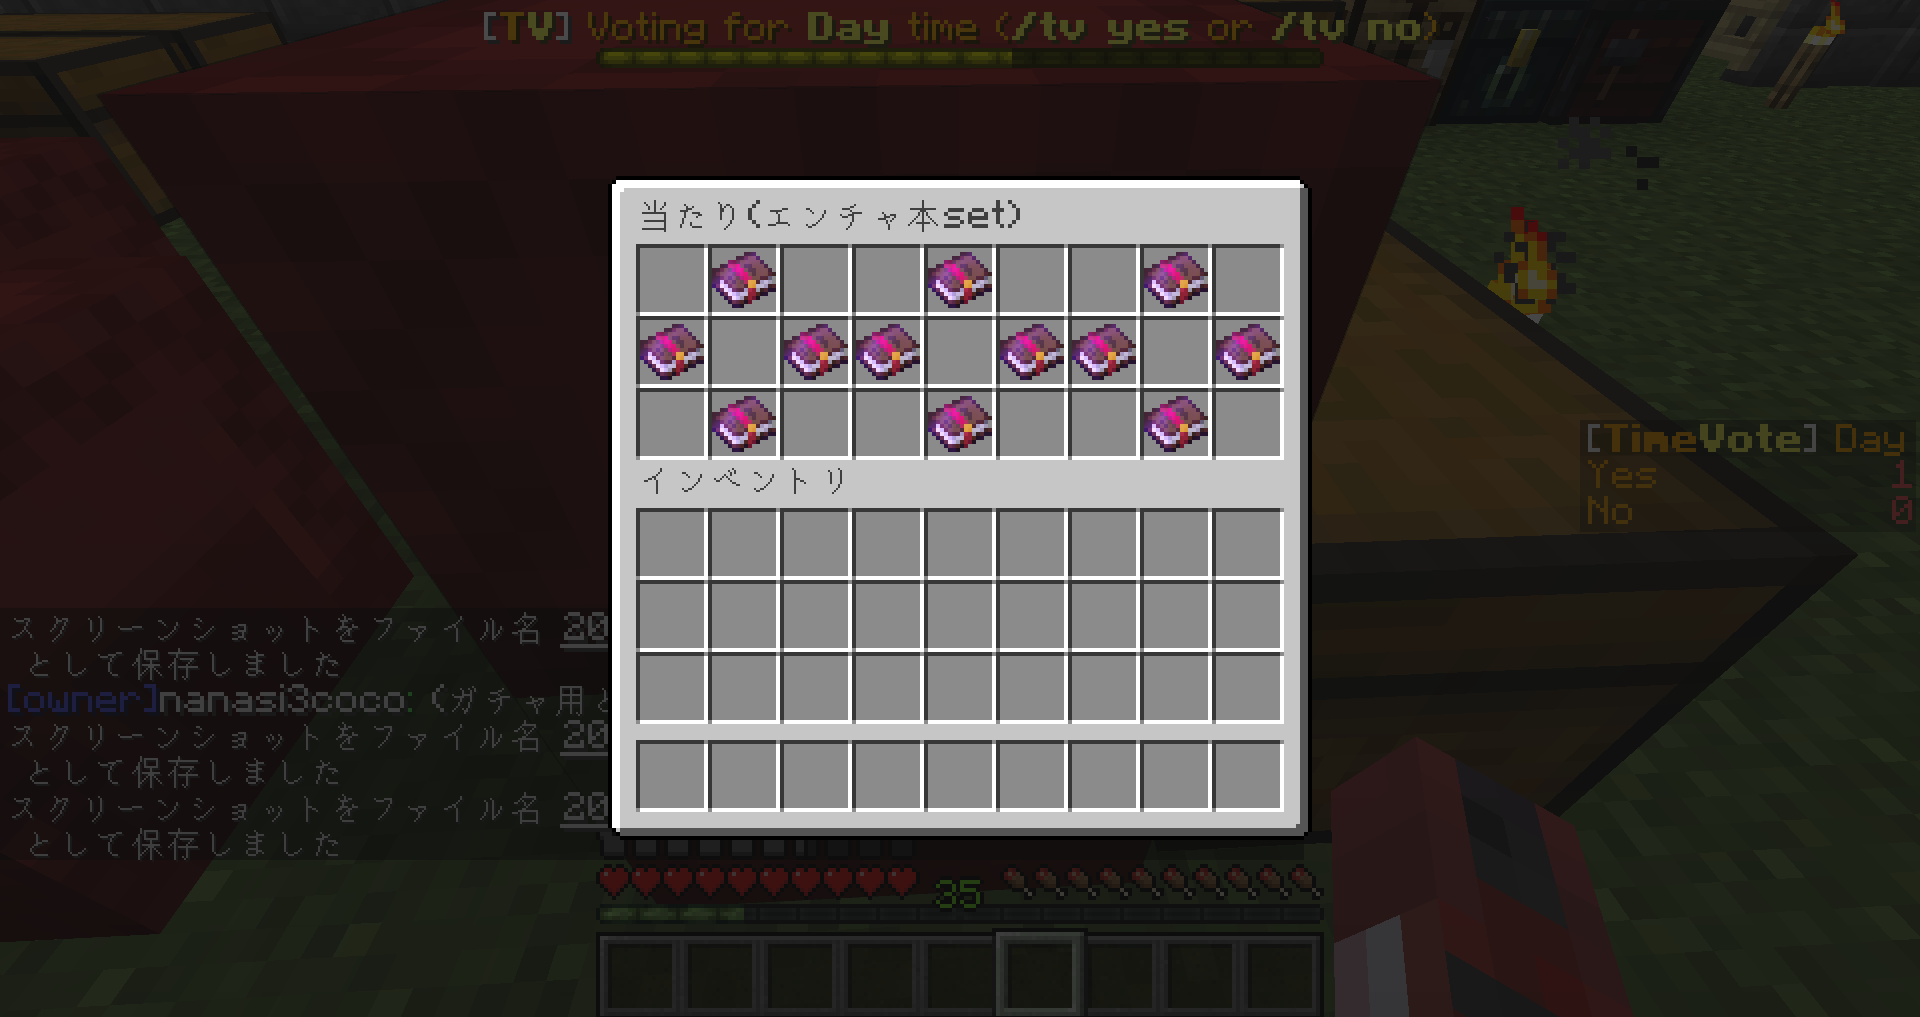 [TV] Voting for Day time (/tv yes or /tv no)
当たり(エンチャ本set)
インベントリ
[TimeVote] Day
Yes 1
No 0
スクリーンショットをファイル名 20
として保存しました
[owner]nanasi3coco: (ガチャ用
スクリーンショットをファイル名 20
として保存しました
スクリーンショットをファイル名 20
として保存しました
35